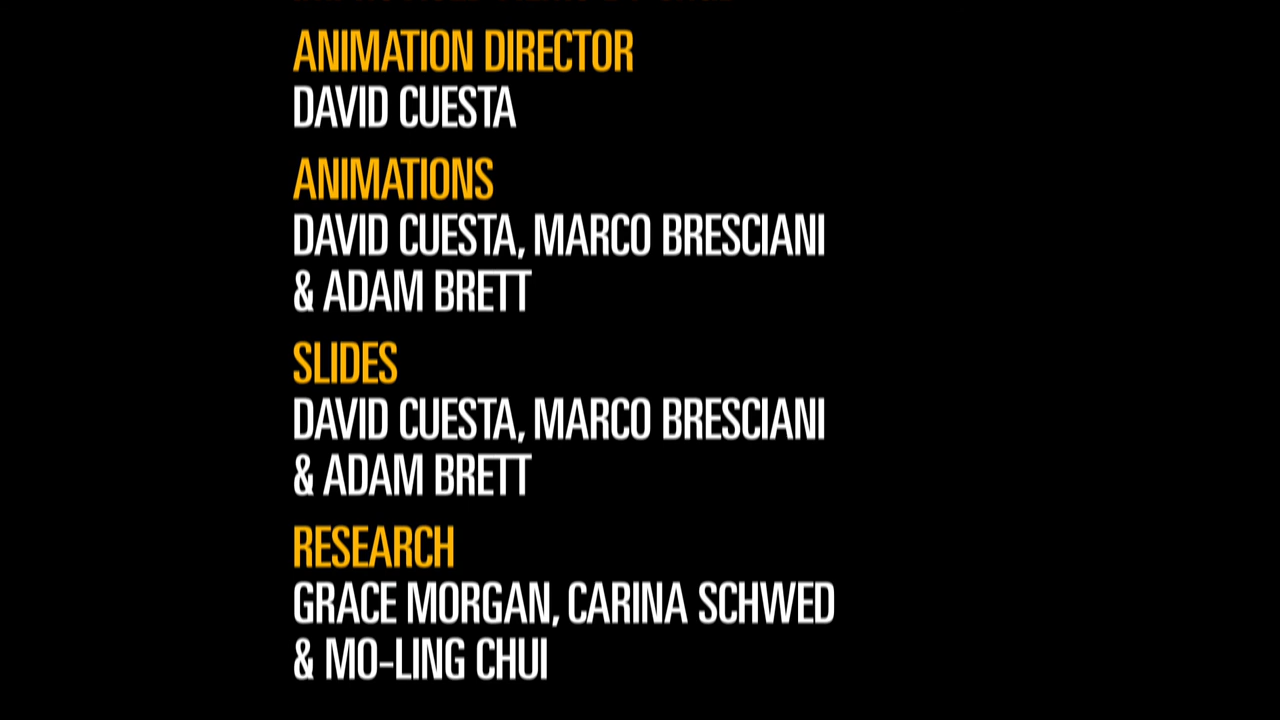 ANIMATION DIRECTOR
DAVID CUESTA
ANIMATIONS
DAVID CUESTA, MARCO BRESCIANI
& ADAM BRETT
SLIDES
DAVID CUESTA, MARCO BRESCIANI
& ADAM BRETT
RESEARCH
GRACE MORGAN, CARINA SCHWED
& MO-LING CHUI